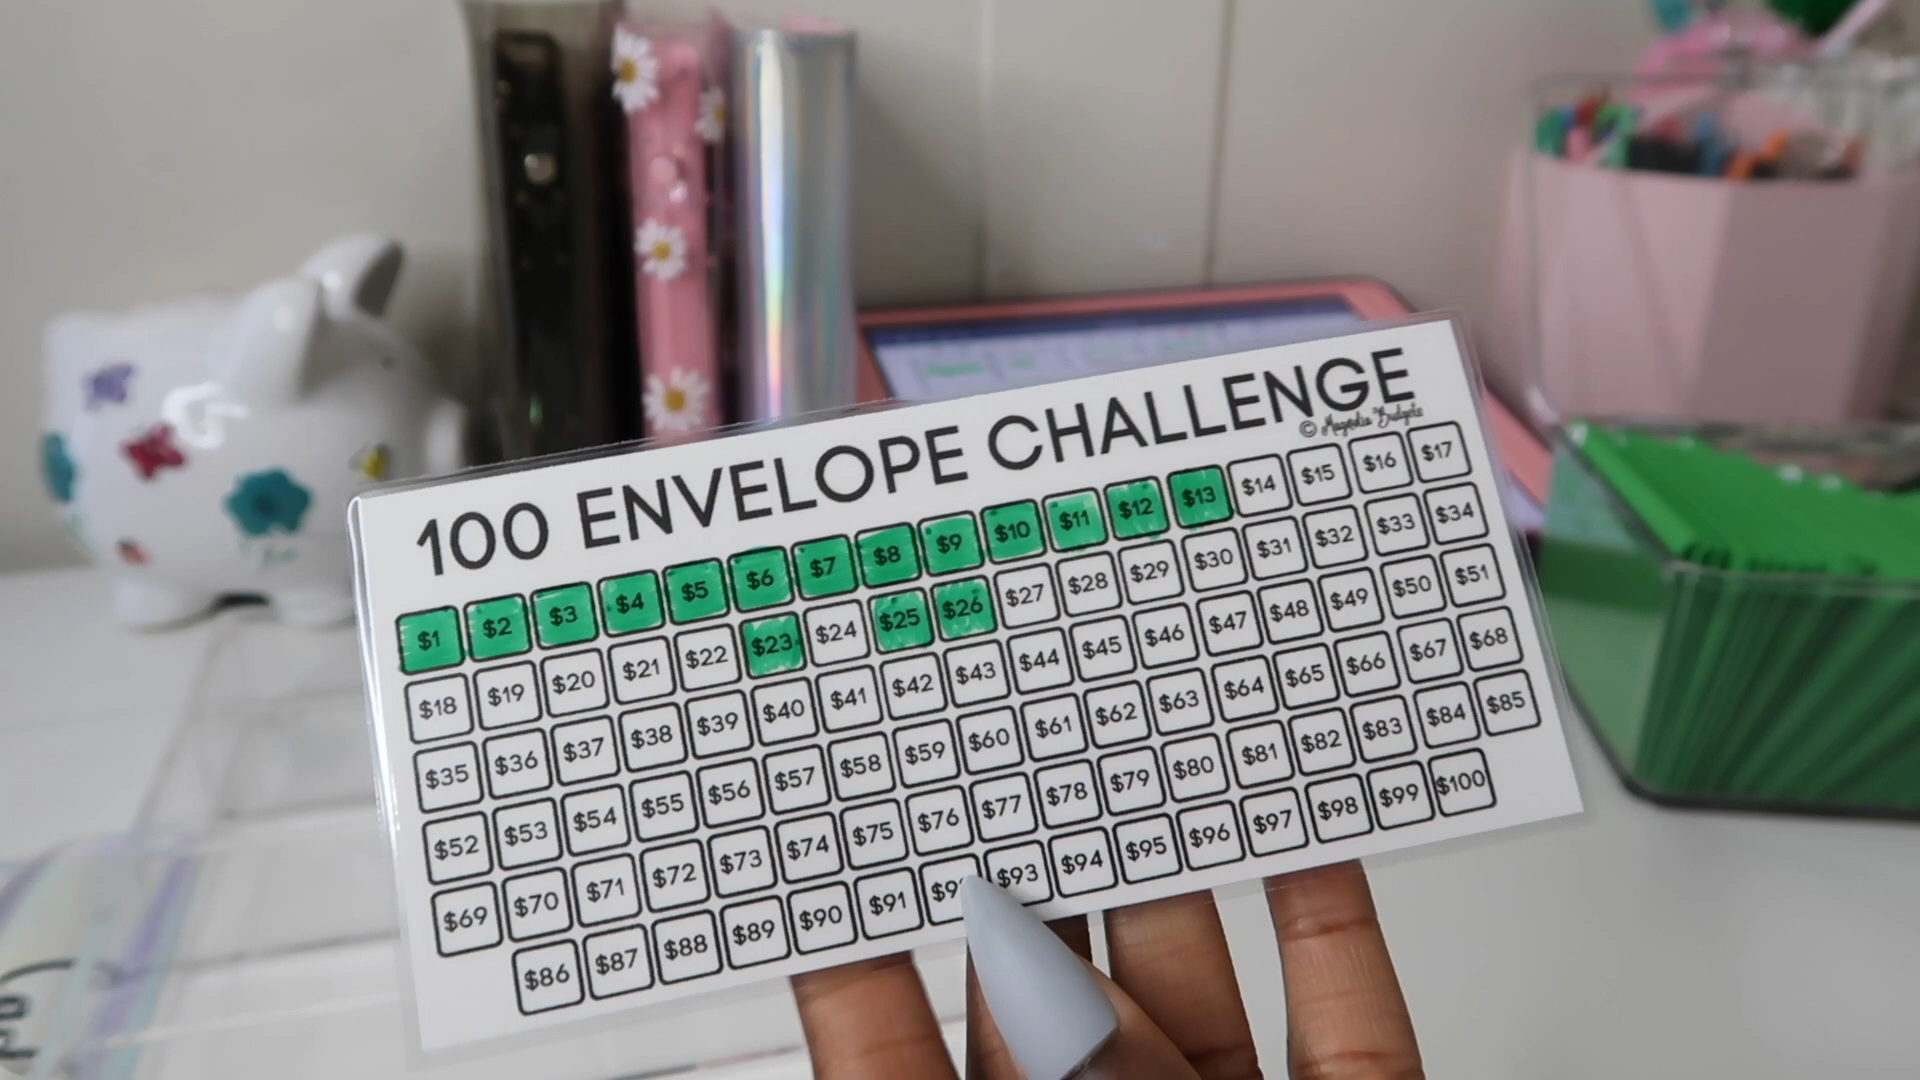 100 ENVELOPE CHALLENGE
© Magnolia Budgets
$1 $2 $3 $4 $5 $6 $7 $8 $9 $10 $11 $12 $13 $14 $15 $16 $17
$18 $19 $20 $21 $22 $23 $24 $25 $26 $27 $28 $29 $30 $31 $32 $33 $34
$35 $36 $37 $38 $39 $40 $41 $42 $43 $44 $45 $46 $47 $48 $49 $50 $51
$52 $53 $54 $55 $56 $57 $58 $59 $60 $61 $62 $63 $64 $65 $66 $67 $68
$69 $70 $71 $72 $73 $74 $75 $76 $77 $78 $79 $80 $81 $82 $83 $84 $85
$86 $87 $88 $89 $90 $91 $93 $94 $95 $96 $97 $98 $99 $100